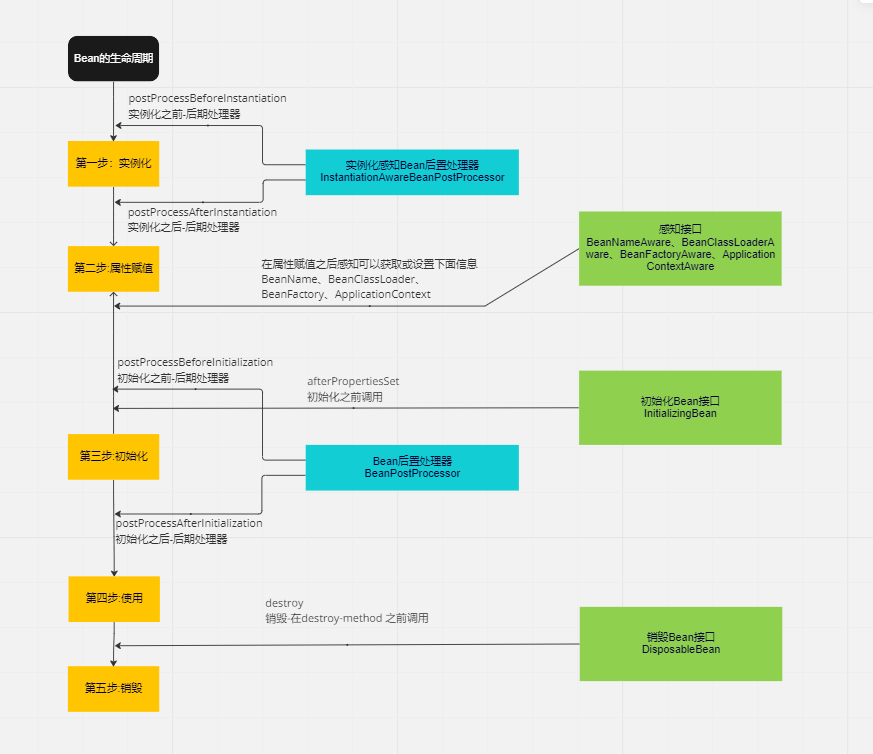 Bean的生命周期
postProcessBeforeInstantiation
实例化之前-后期处理器
第一步：实例化
实例化感知Bean后置处理器
InstantiationAwareBeanPostProcessor
postProcessAfterInstantiation
实例化之后-后期处理器
感知接口
BeanNameAware、BeanClassLoaderA
ware、BeanFactoryAware、Application
ContextAware
第二步:属性赋值
在属性赋值之后感知可以获取或设置下面信息
BeanName、BeanClassLoader、
BeanFactory、ApplicationContext
postProcessBeforeInitialization
初始化之前-后期处理器
afterPropertiesSet
初始化之前调用
初始化Bean接口
InitializingBean
第三步:初始化
Bean后置处理器
BeanPostProcessor
postProcessAfterInitialization
初始化之后-后期处理器
第四步:使用
destroy
销毁-在destroy-method 之前调用
销毁Bean接口
DisposableBean
第五步:销毁